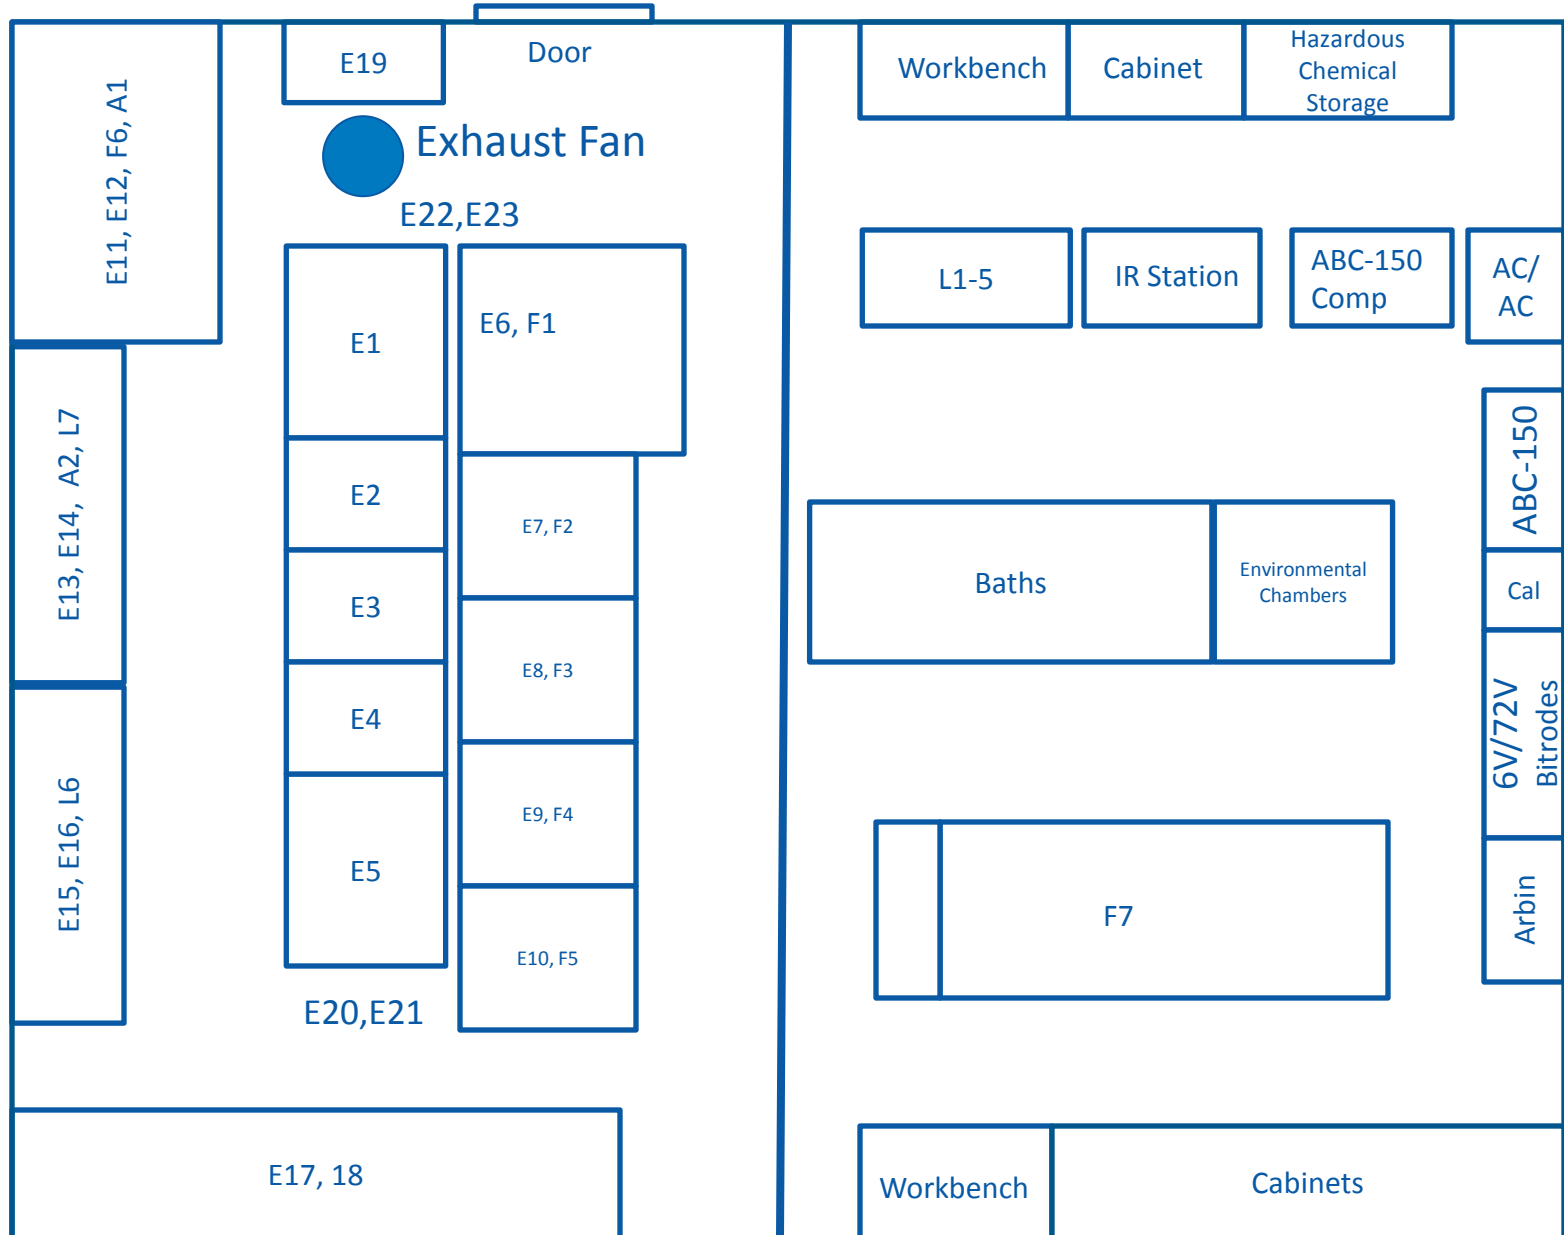 E11, E12, F6, A1
E19
Door
Exhaust Fan
E22,E23
E1
E6, F1
E13, E14,  A2, L7
E2
E7, F2
E3
E8, F3
E4
E15, E16, L6
E9, F4
E5
E10, F5
E20,E21
E17, 18
Workbench
Cabinet
Hazardous
Chemical
Storage
L1-5
IR Station
ABC-150
Comp
AC/
AC
ABC-150
Baths
Environmental
Chambers
Cal
6V/72V
Bitrodes
F7
Arbin
Workbench
Cabinets